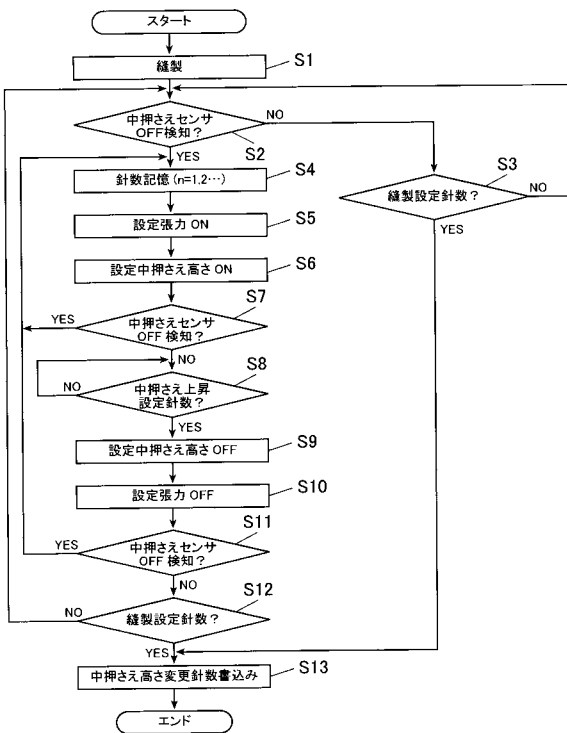 スタート
縫製
S1
中押さえセンサ
OFF検知？
NO
S2
YES
針数記憶 (n=1,2…)
S4
縫製設定針数？
S3
NO
YES
設定張力 ON
S5
設定中押さえ高さ ON
S6
中押さえセンサ
OFF検知？
S7
YES
NO
中押さえ上昇
設定針数？
S8
NO
YES
設定中押さえ高さ OFF
S9
設定張力 OFF
S10
中押さえセンサ
OFF 検知？
S11
YES
NO
縫製設定針数？
S12
NO
YES
中押さえ高さ変更針数書込み
S13
エンド